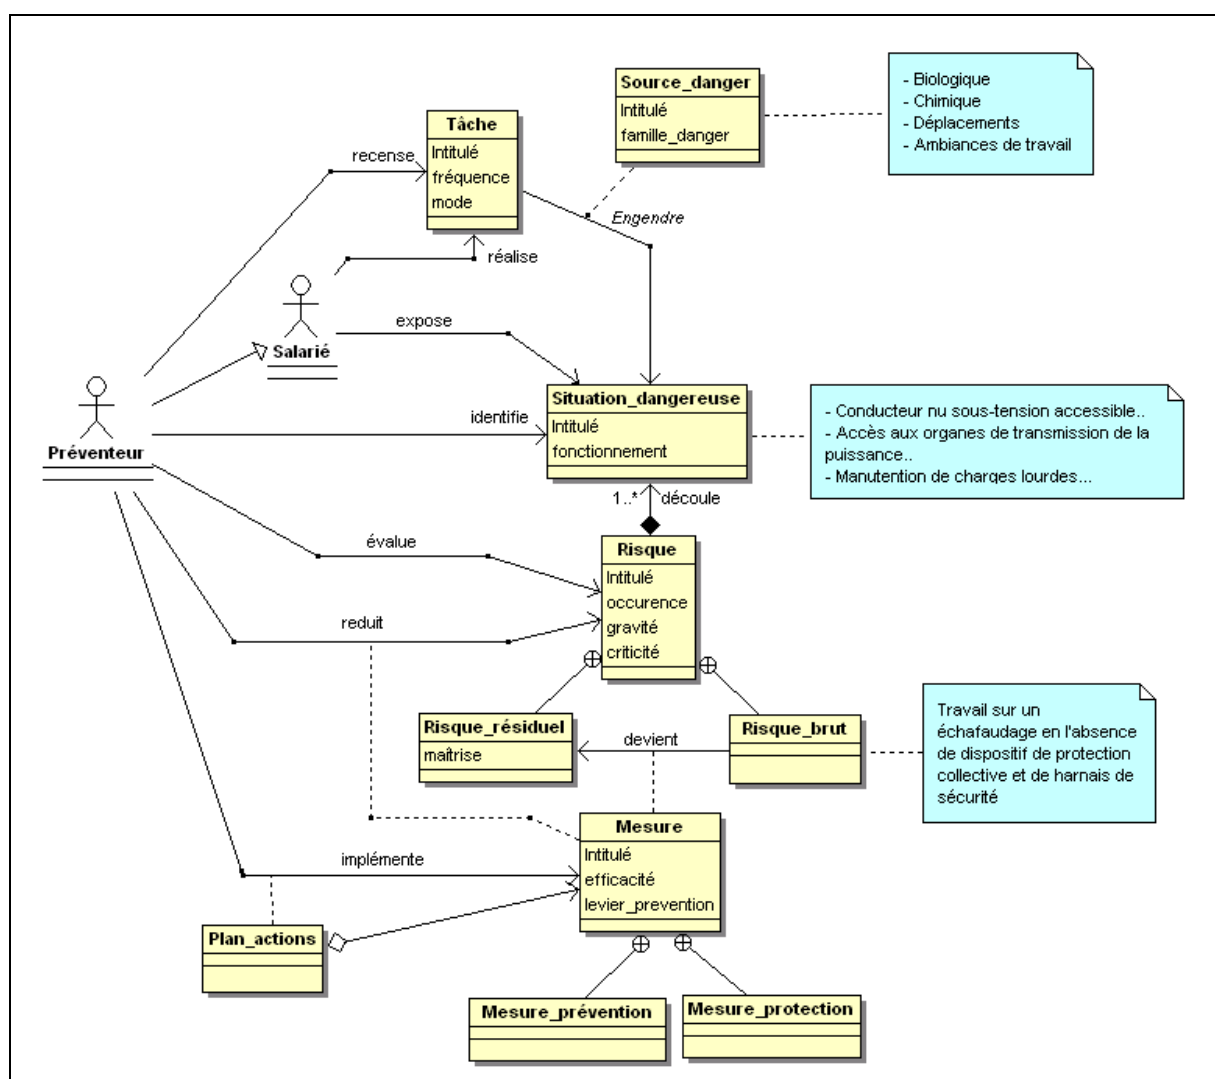 Source_danger
Intitulé
famille_danger
- Biologique
- Chimique
- Déplacements
- Ambiances de travail
Tâche
Intitulé
fréquence
mode
recense
Engendre
réalise
Salarié
expose
Préventeur
identifie
Situation_dangereuse
Intitulé
fonctionnement
- Conducteur nu sous-tension accessible..
- Accès aux organes de transmission de la
puissance..
- Manutention de charges lourdes...
1..* découle
évalue
Risque
Intitulé
occurence
gravité
criticité
reduit
Risque_résiduel
maîtrise
devient
Risque_brut
Travail sur un
échafaudage en l'absence
de dispositif de protection
collective et de harnais de
sécurité
Mesure
Intitulé
efficacité
levier_prevention
implémente
Plan_actions
Mesure_prévention
Mesure_protection